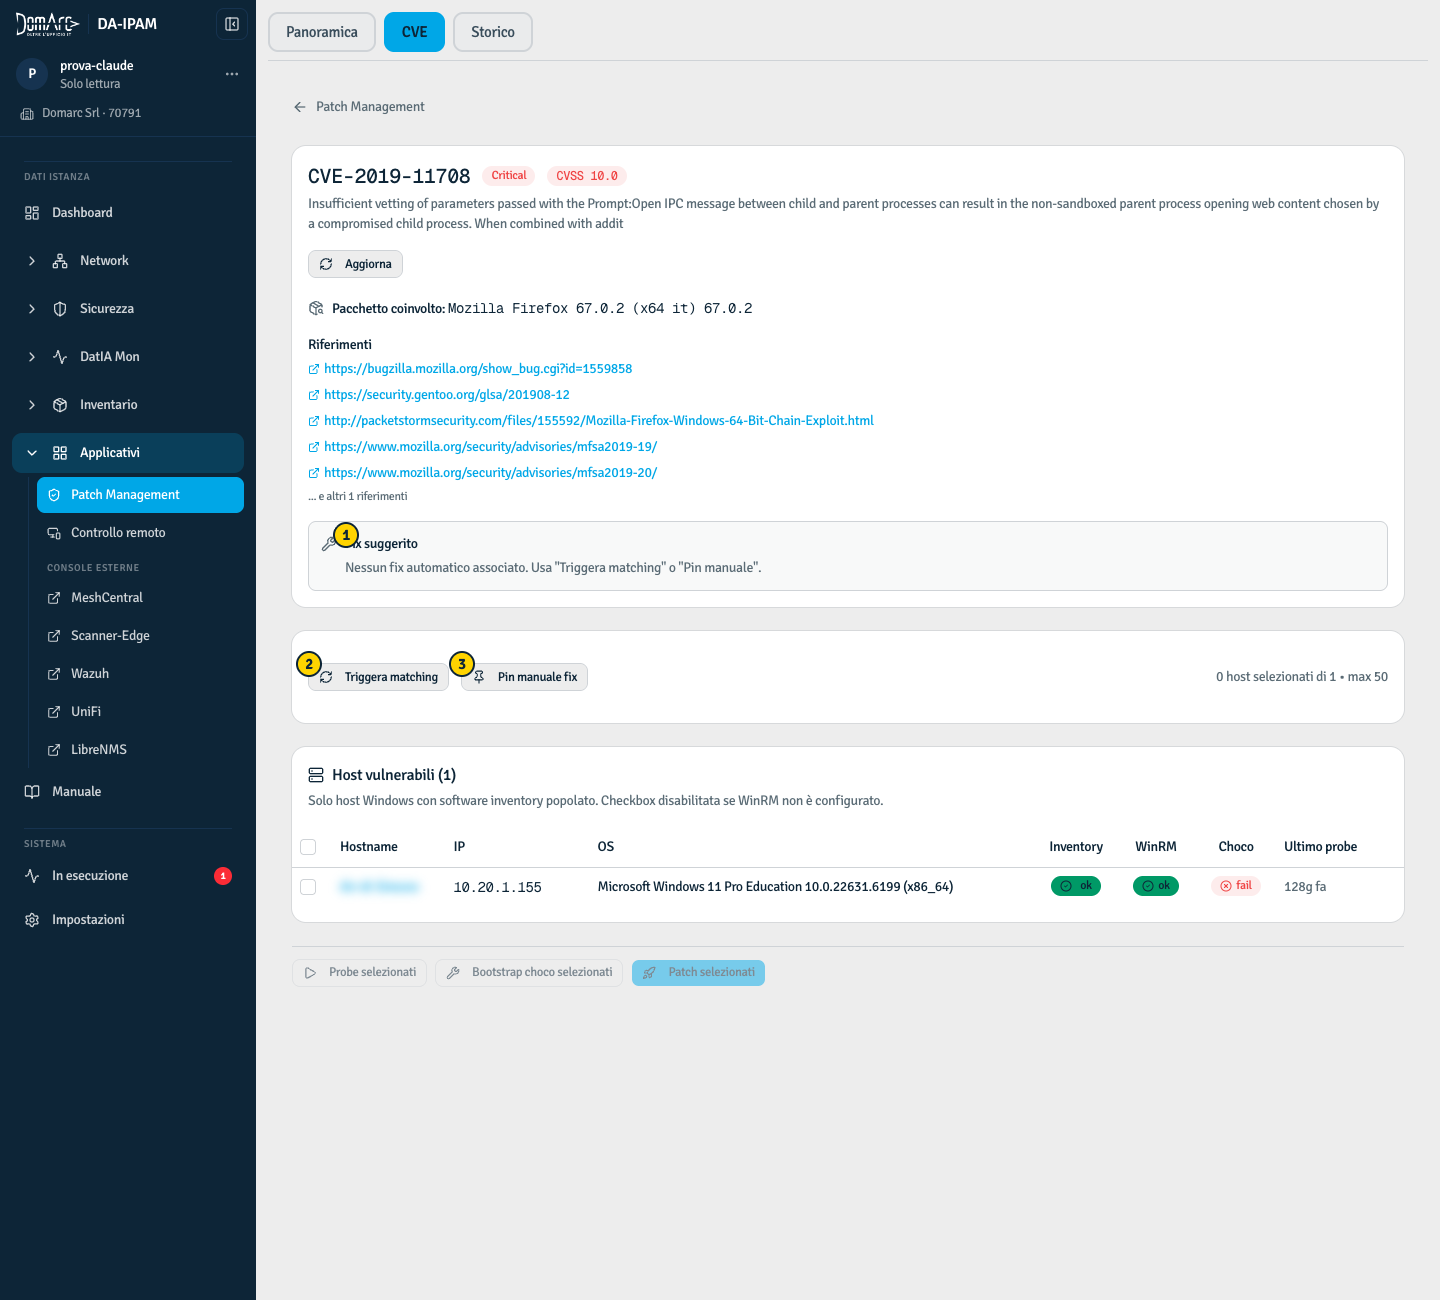 DomArc
OLTRE L'UFFICIO IT
DA-IPAM
P
prova-claude
Solo lettura
Domarc Srl · 70791
DATI ISTANZA
Dashboard
Network
Sicurezza
DatIA Mon
Inventario
Applicativi
Patch Management
Controllo remoto
CONSOLE ESTERNE
MeshCentral
Scanner-Edge
Wazuh
UniFi
LibreNMS
Manuale
SISTEMA
In esecuzione
1
Impostazioni
Panoramica
CVE
Storico
Patch Management
CVE-2019-11708
Critical
CVSS 10.0
Insufficient vetting of parameters passed with the Prompt:Open IPC message between child and parent processes can result in the non-sandboxed parent process opening web content chosen by
a compromised child process. When combined with addit
Aggiorna
Pacchetto coinvolto: Mozilla Firefox 67.0.2 (x64 it) 67.0.2
Riferimenti
https://bugzilla.mozilla.org/show_bug.cgi?id=1559858
https://security.gentoo.org/glsa/201908-12
http://packetstormsecurity.com/files/155592/Mozilla-Firefox-Windows-64-Bit-Chain-Exploit.html
https://www.mozilla.org/security/advisories/mfsa2019-19/
https://www.mozilla.org/security/advisories/mfsa2019-20/
... e altri 1 riferimenti
1
suggerito
Nessun fix automatico associato. Usa "Triggera matching" o "Pin manuale".
2
Triggera matching
3
Pin manuale fix
0 host selezionati di 1 • max 50
Host vulnerabili (1)
Solo host Windows con software inventory popolato. Checkbox disabilitata se WinRM non è configurato.
Hostname IP OS Inventory WinRM Choco Ultimo probe
10.20.1.155 Microsoft Windows 11 Pro Education 10.0.22631.6199 (x86_64) ok ok fail 128g fa
Probe selezionati
Bootstrap choco selezionati
Patch selezionati